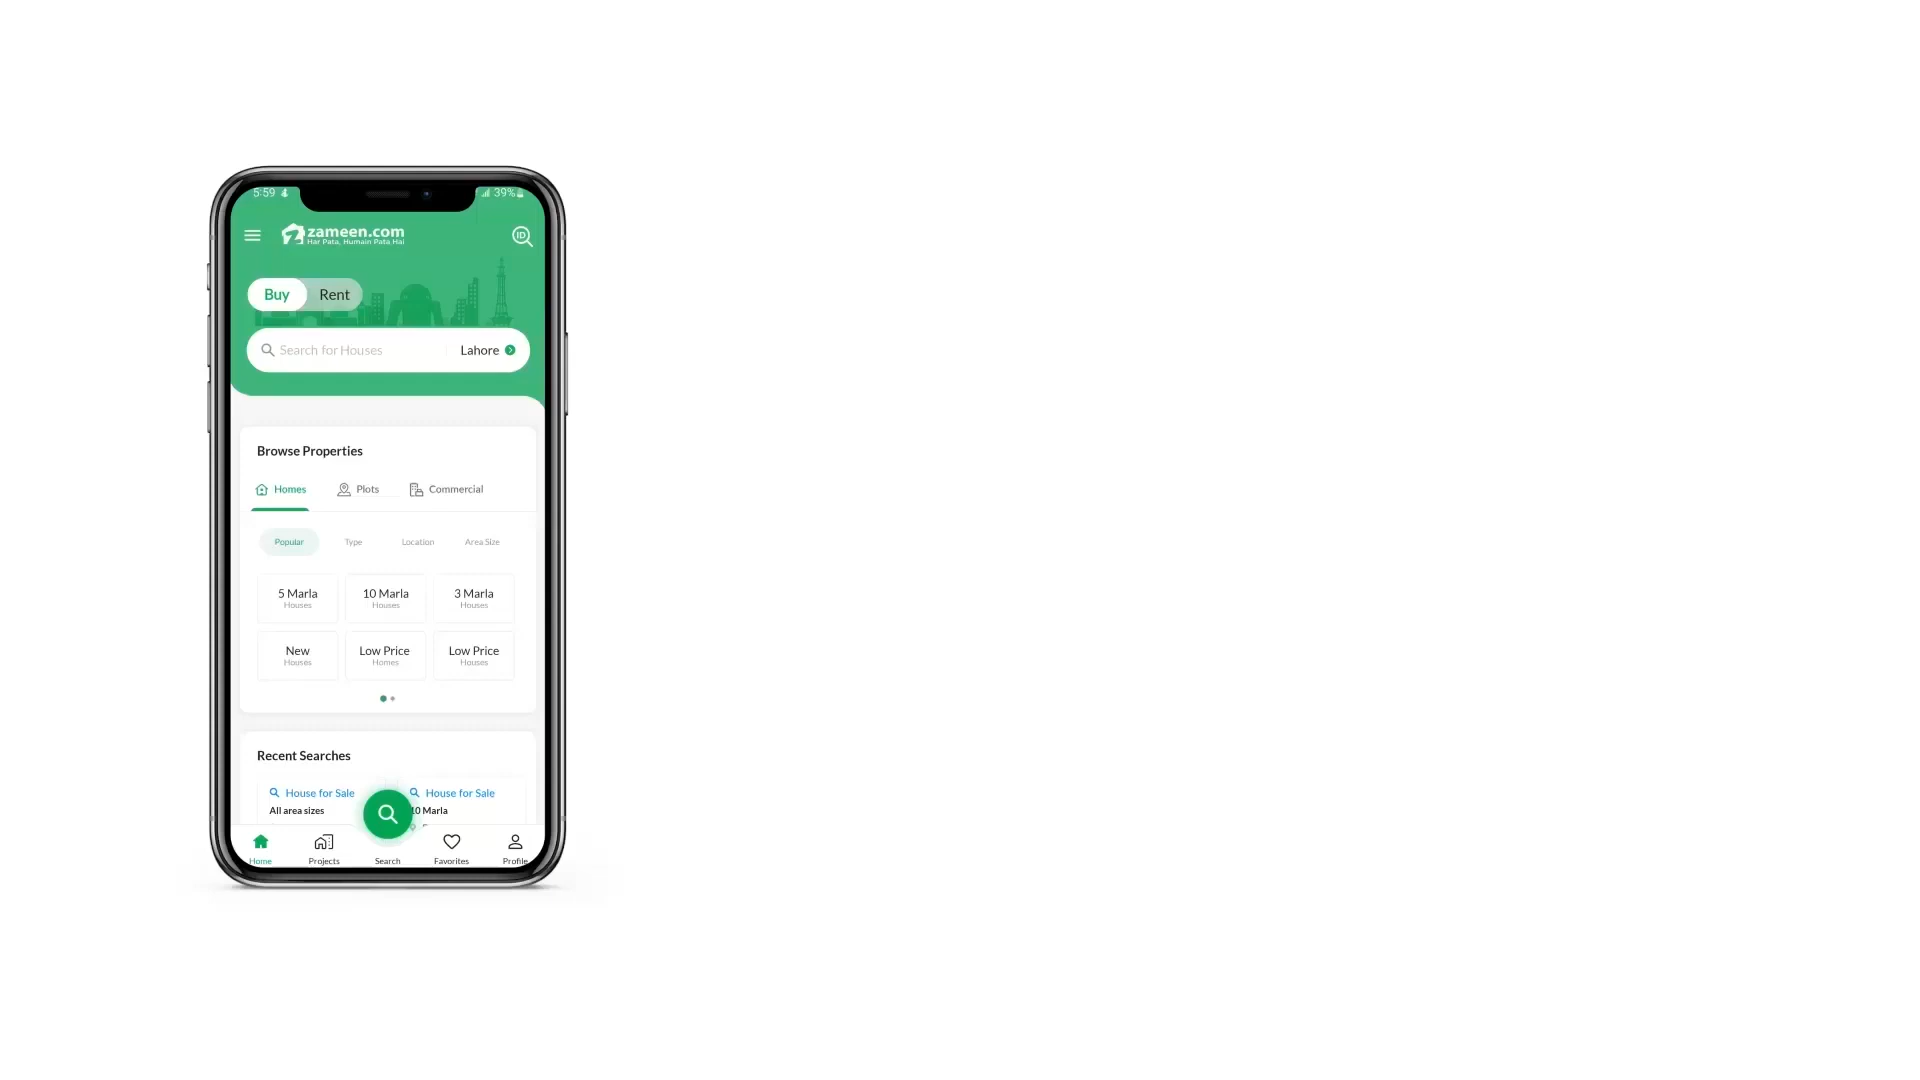 5:59
39%
zameen.com
Har Pata, Humain Pata Hai
ID
Buy Rent
Search for Houses Lahore
Browse Properties
Homes Plots Commercial
Popular Type Location Area Size
5 Marla 10 Marla 3 Marla
Houses Houses Houses
New Low Price Low Price
Houses Homes Houses
Recent Searches
House for Sale House for Sale
All area sizes 10 Marla
Home Projects Search Favorites Profile